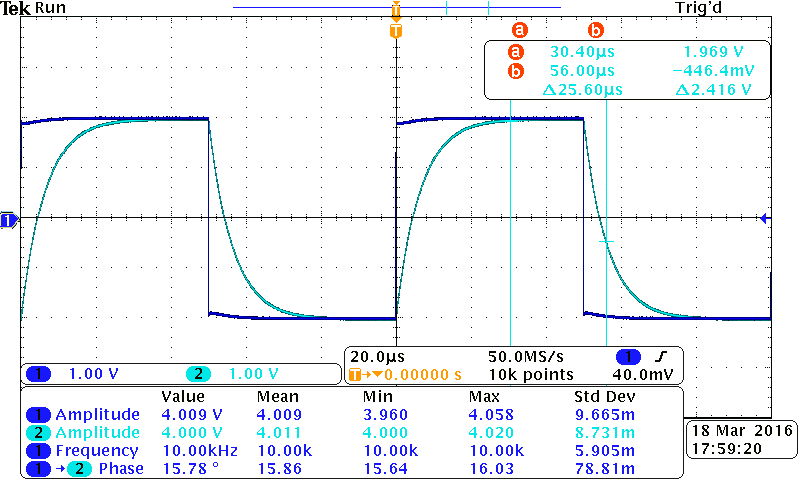 Tek Run Trig'd
T
T
a b
a 30.40µs 1.969 V
b 56.00µs −446.4mV
Δ25.60µs Δ2.416 V
1
1 1.00 V 2 1.00 V
20.0µs 50.0MS/s 1
T→▼0.00000 s 10k points 40.0mV
Value Mean Min Max Std Dev
1 Amplitude 4.009 V 4.009 3.960 4.058 9.665m
2 Amplitude 4.000 V 4.011 4.000 4.020 8.731m
1 Frequency 10.00kHz 10.00k 10.00k 10.00k 5.905m
1 → 2 Phase 15.78 ° 15.86 15.64 16.03 78.81m
18 Mar 2016
17:59:20